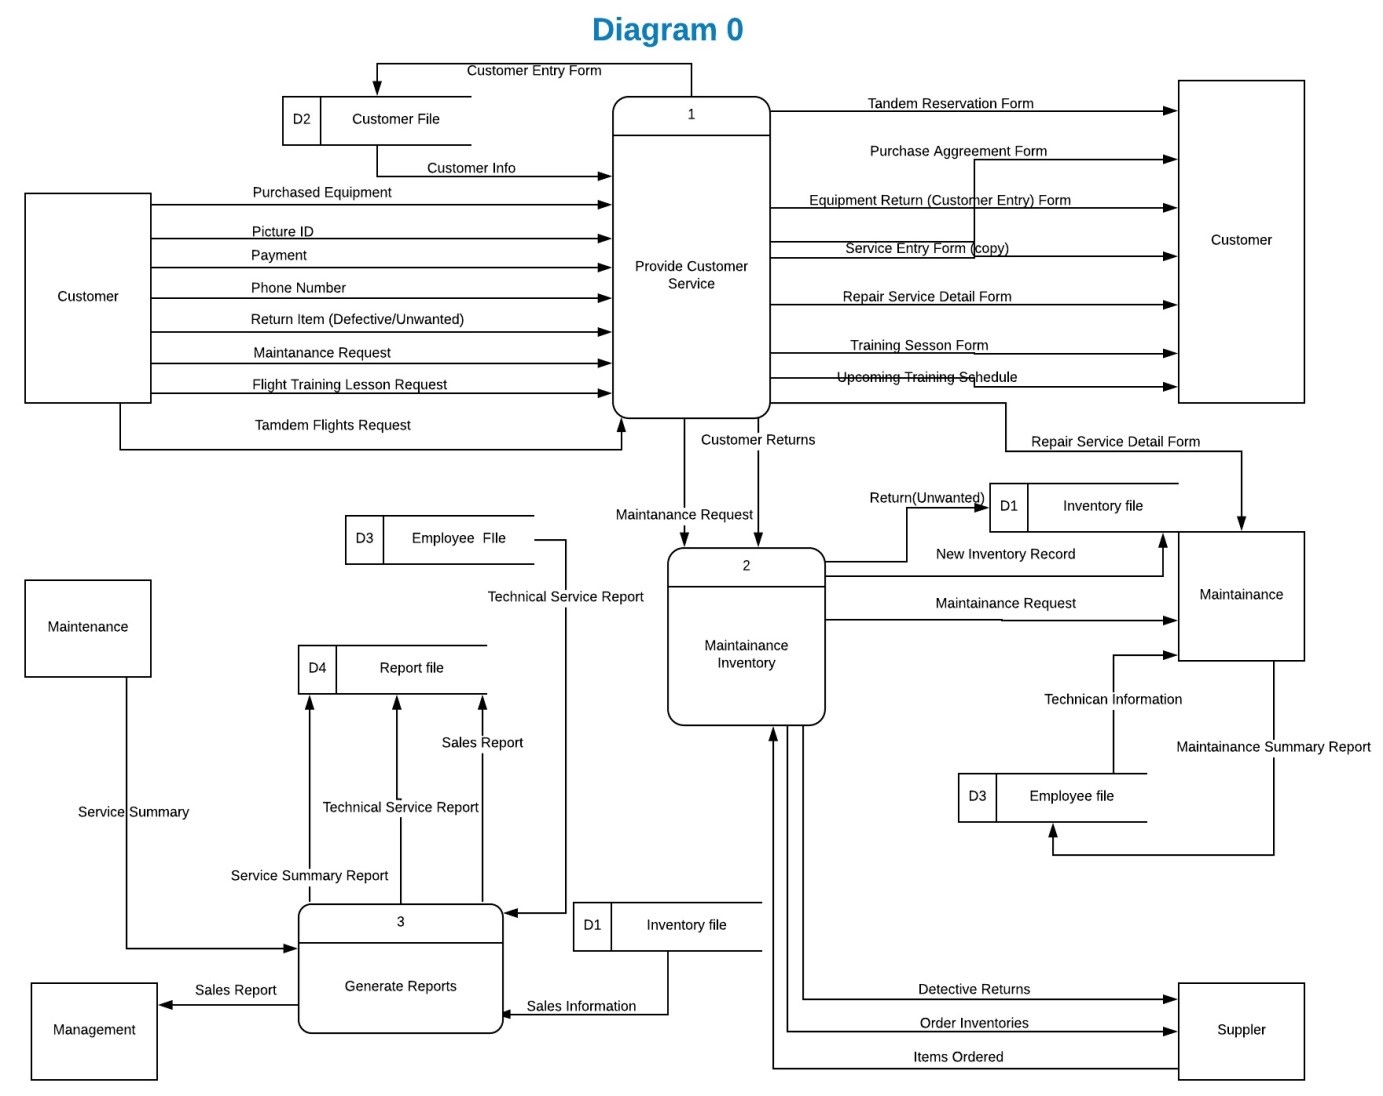 Diagram 0
Customer Entry Form
D2
Customer File
Customer Info
1
Provide Customer
Service
Customer
Purchased Equipment
Picture ID
Payment
Phone Number
Return Item (Defective/Unwanted)
Maintanance Request
Flight Training Lesson Request
Tamdem Flights Request
Tandem Reservation Form
Purchase Aggreement Form
Equipment Return (Customer Entry) Form
Service Entry Form (copy)
Repair Service Detail Form
Training Sesson Form
Upcoming Training Schedule
Customer
Customer Returns
Repair Service Detail Form
Maintanance Request
Return(Unwanted)
D1
Inventory file
New Inventory Record
Maintainance Request
Maintainance
2
Maintainance
Inventory
D3
Employee FIle
Technical Service Report
Maintenance
D4
Report file
Sales Report
Technical Service Report
Service Summary
Service Summary Report
Technican Information
Maintainance Summary Report
D3
Employee file
3
Generate Reports
D1
Inventory file
Sales Report
Sales Information
Management
Detective Returns
Order Inventories
Items Ordered
Suppler